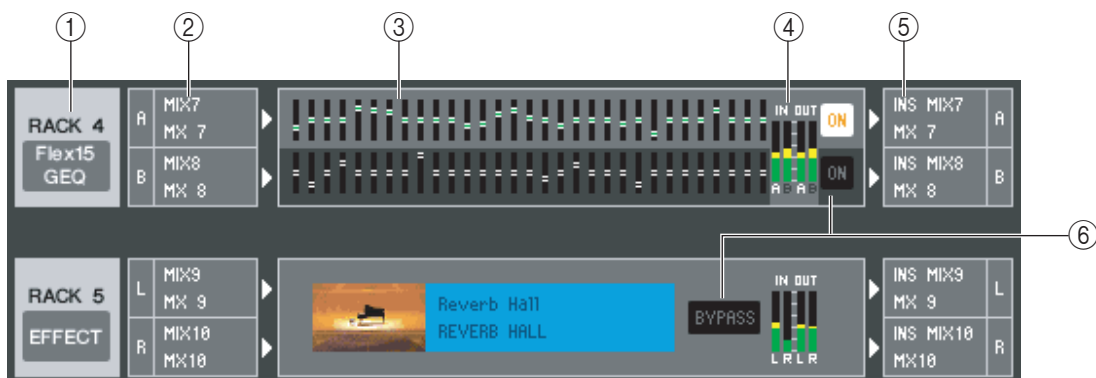 ① ② ③ ④ ⑤
RACK 4
Flex15
GEQ
A
MIX7
MX 7
B
MIX8
MX 8
IN OUT
A B A B
ON
ON
INS MIX7
MX 7
A
INS MIX8
MX 8
B
⑥
RACK 5
EFFECT
L
MIX9
MX 9
R
MIX10
MX10
Reverb Hall
REVERB HALL
BYPASS
IN OUT
L R L R
INS MIX9
MX 9
L
INS MIX10
MX10
R